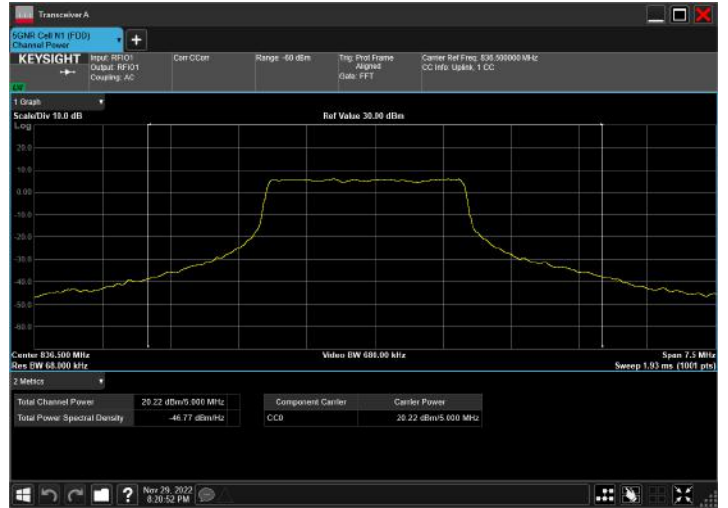 Transceiver A
5GNR Cell N1 (FDD)
Channel Power
KEYSIGHT
Input: RFIO1
Output: RFIO1
Coupling: AC
Corr CCorr
Range -60 dBm
Trig: Prot Frame
Aligned
Gate: FFT
Carrier Ref Freq: 836.500000 MHz
CC Info: Uplink, 1 CC
1 Graph
Scale/Div 10.0 dB
Ref Value 30.00 dBm
Log
20.0
10.0
0.00
-10.0
-20.0
-30.0
-40.0
-50.0
-60.0
Center 836.500 MHz
Video BW 680.00 kHz
Span 7.5 MHz
Res BW 68.000 kHz
Sweep 1.93 ms (1001 pts)
2 Metrics
Total Channel Power 20.22 dBm/5.000 MHz
Total Power Spectral Density -46.77 dBm/Hz
Component Carrier Carrier Power
CC0 20.22 dBm/5.000 MHz
Nov 29, 2022
8:20:52 PM